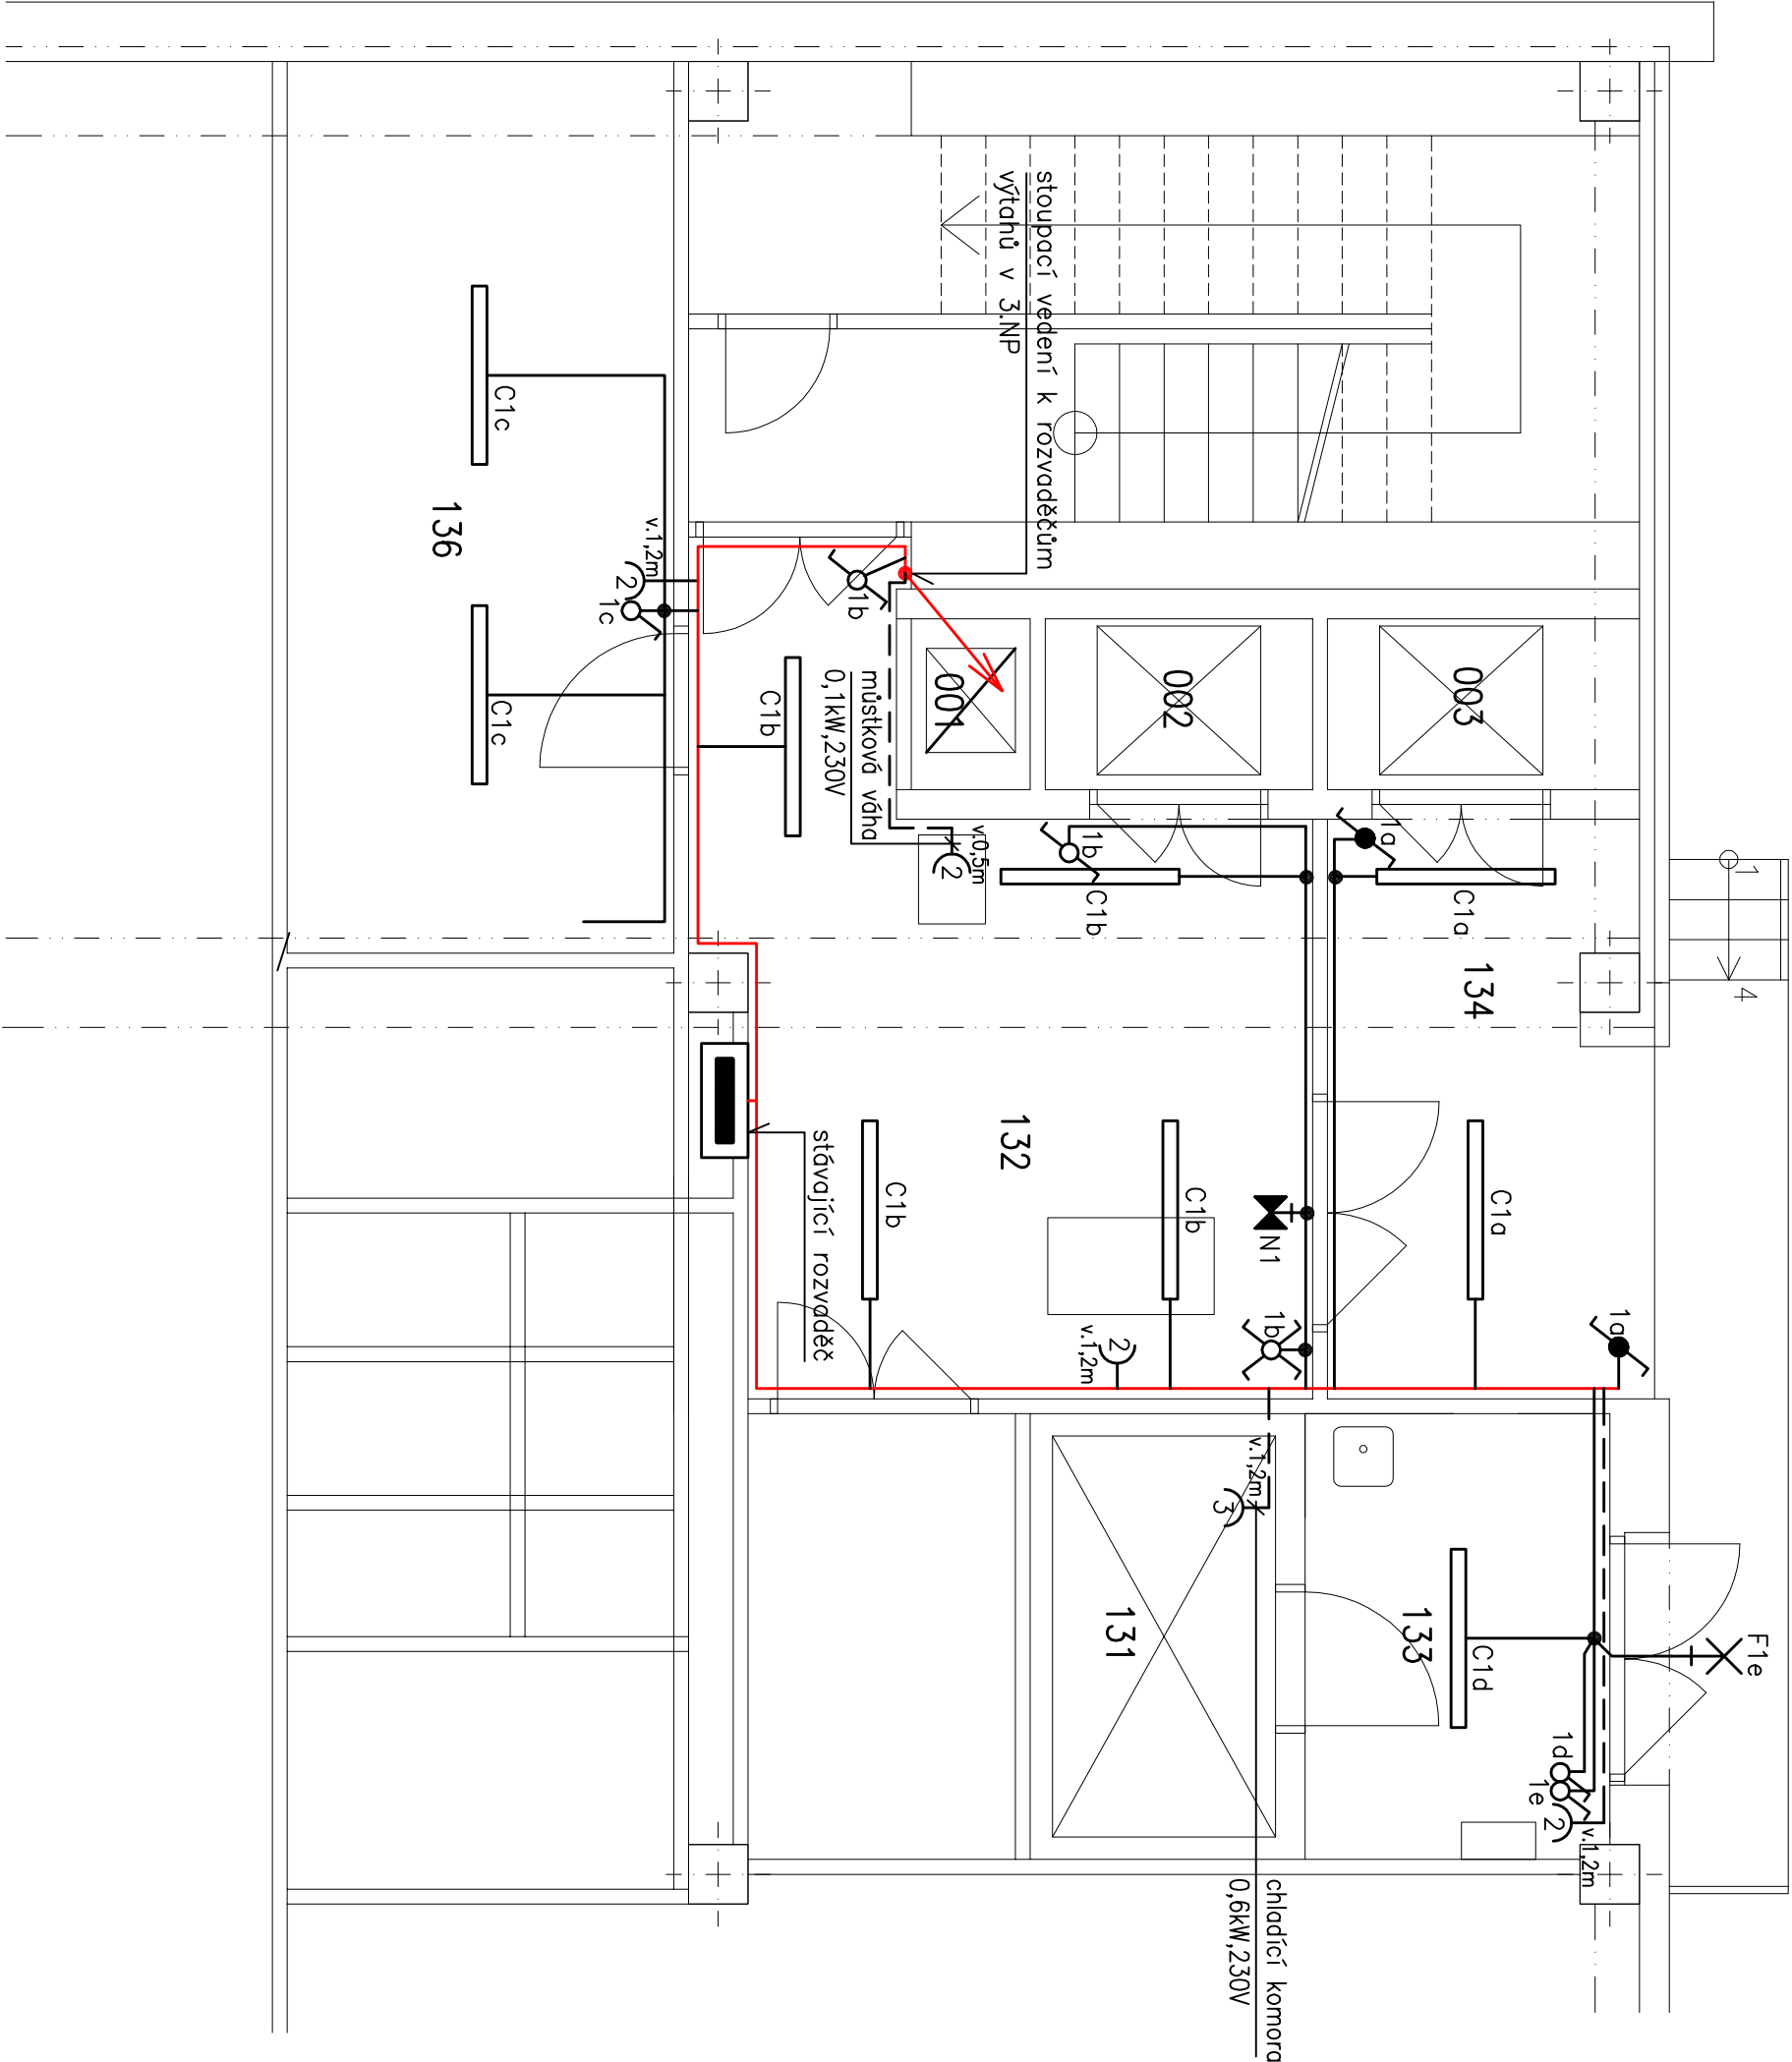 stoupací vedení k rozvaděčům
výtahů v 3.NP
C1c
136
v.1,2m
2
1c
C1c
1b
C1b
můstková váha
0,1kW,230V
001
002
003
v.0,5m
2
1b
C1b
1a
C1a
134
1
4
132
stávající rozvaděč
C1b
C1b
N1
C1a
1a
1b
2
v.1,2m
v.1,2m
3
131
133
C1d
F1e
1d
1e
2
v.1,2m
chladící komora
0,6kW,230V